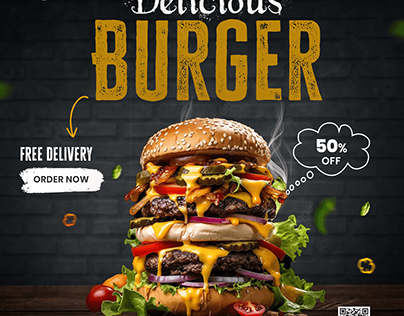 Delicious
BURGER
FREE DELIVERY
ORDER NOW
50%
OFF